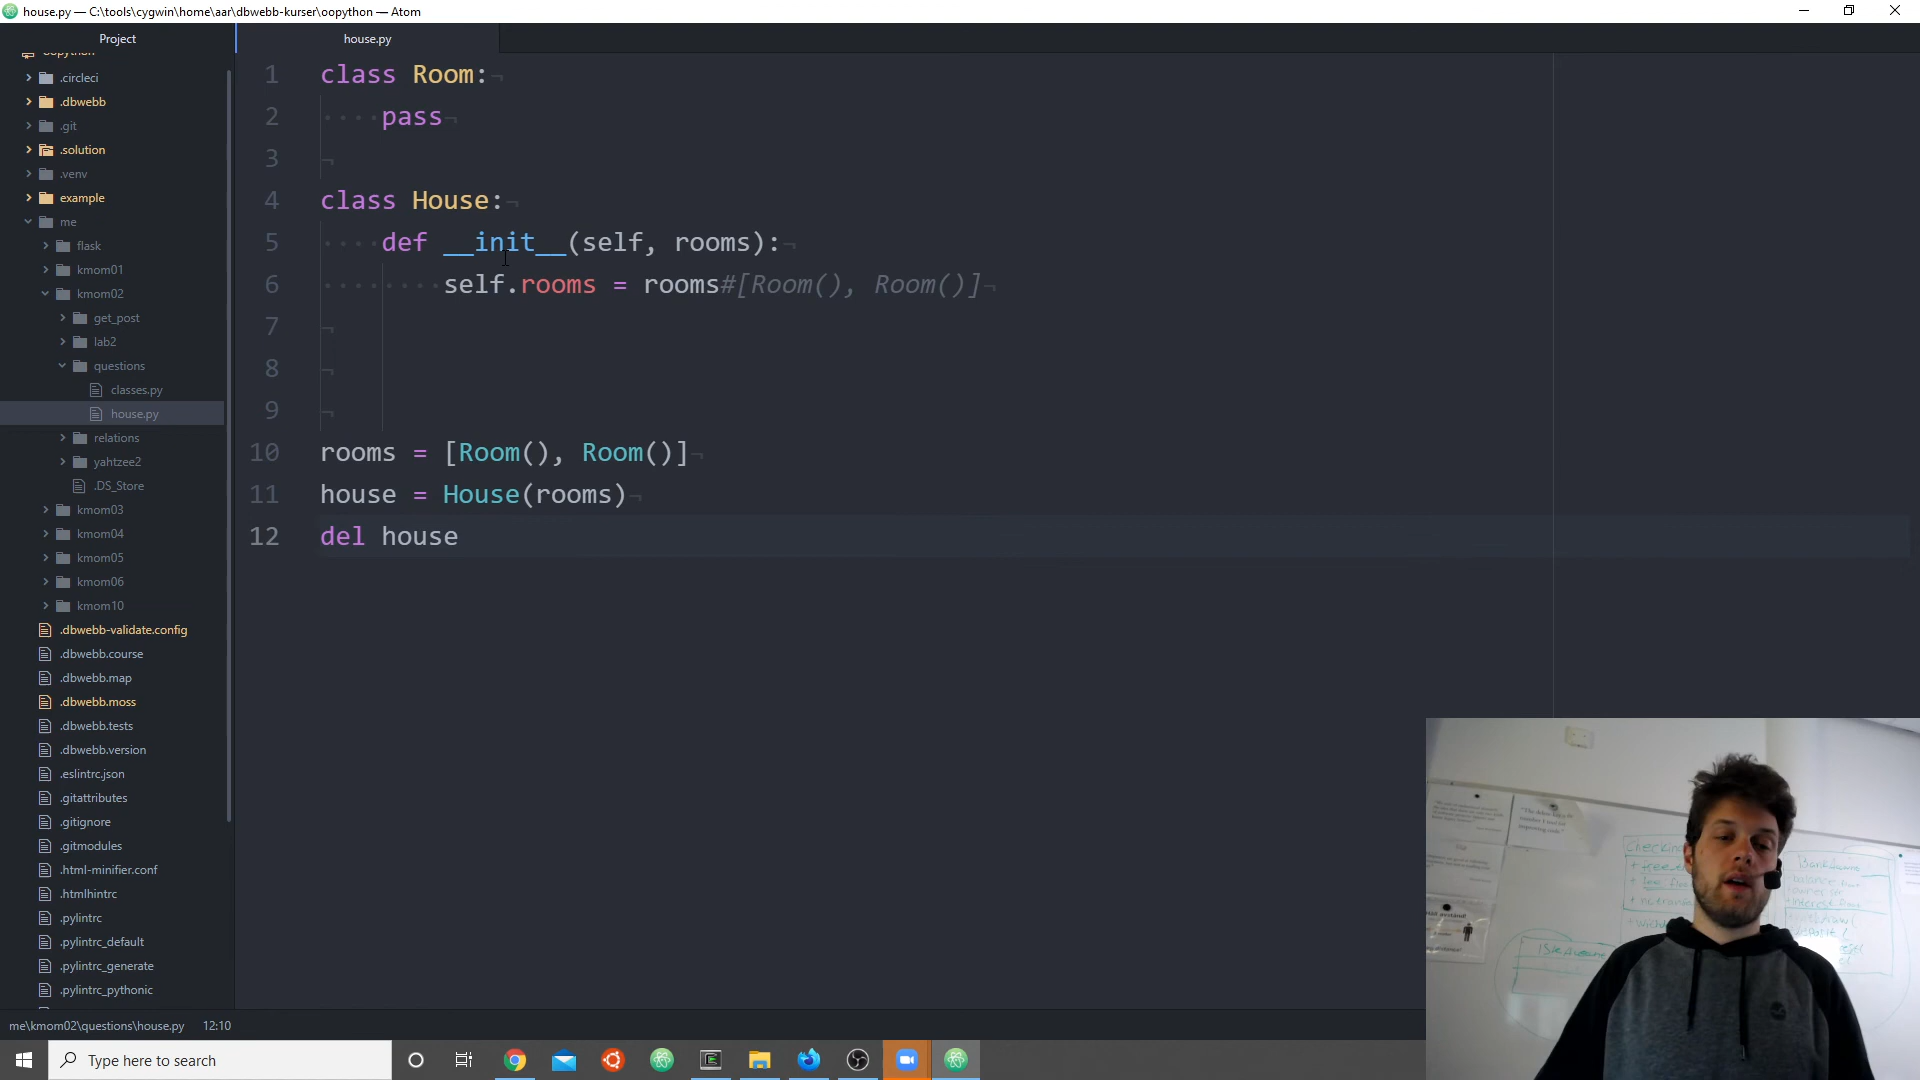 house.py — C:\tools\cygwin\home\aar\dbwebb-kurser\oopython — Atom
Project
house.py
oopython
.circleci
.dbwebb
.git
.solution
.venv
example
me
flask
kmom01
kmom02
get_post
lab2
questions
classes.py
house.py
relations
yahtzee2
.DS_Store
kmom03
kmom04
kmom05
kmom06
kmom10
.dbwebb-validate.config
.dbwebb.course
.dbwebb.map
.dbwebb.moss
.dbwebb.tests
.dbwebb.version
.eslintrc.json
.gitattributes
.gitignore
.gitmodules
.html-minifier.conf
.htmlhintrc
.pylintrc
.pylintrc_default
.pylintrc_generate
.pylintrc_pythonic
1 class Room:
2 pass
3
4 class House:
5 def __init__(self, rooms):
6 self.rooms = rooms#[Room(), Room()]
7
8
9
10 rooms = [Room(), Room()]
11 house = House(rooms)
12 del house
me\kmom02\questions\house.py 12:10
Type here to search